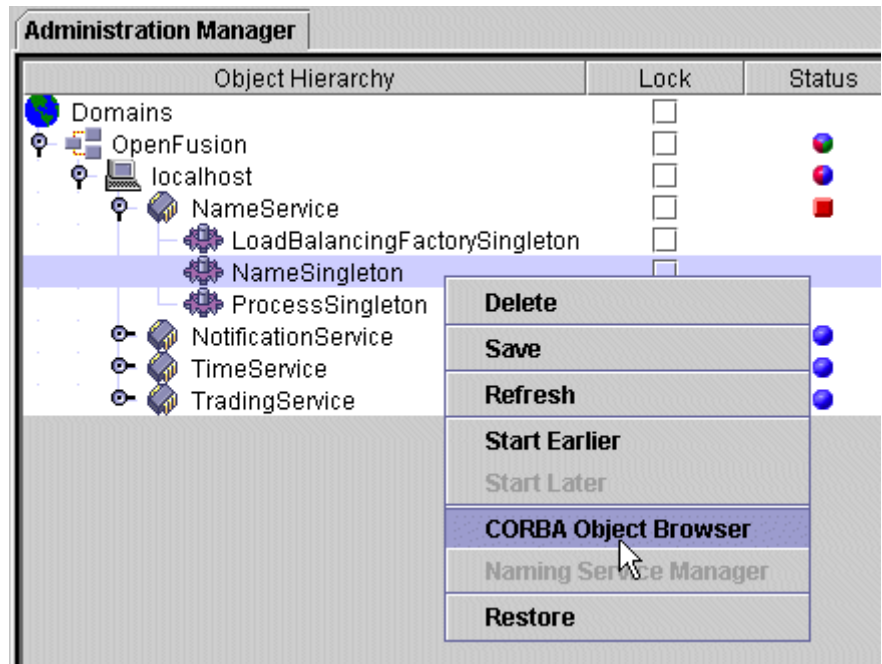 Administration Manager
Object Hierarchy Lock Status
Domains
OpenFusion
localhost
NameService
LoadBalancingFactorySingleton
NameSingleton
ProcessSingleton
NotificationService
TimeService
TradingService
Delete
Save
Refresh
Start Earlier
Start Later
CORBA Object Browser
Naming Service Manager
Restore